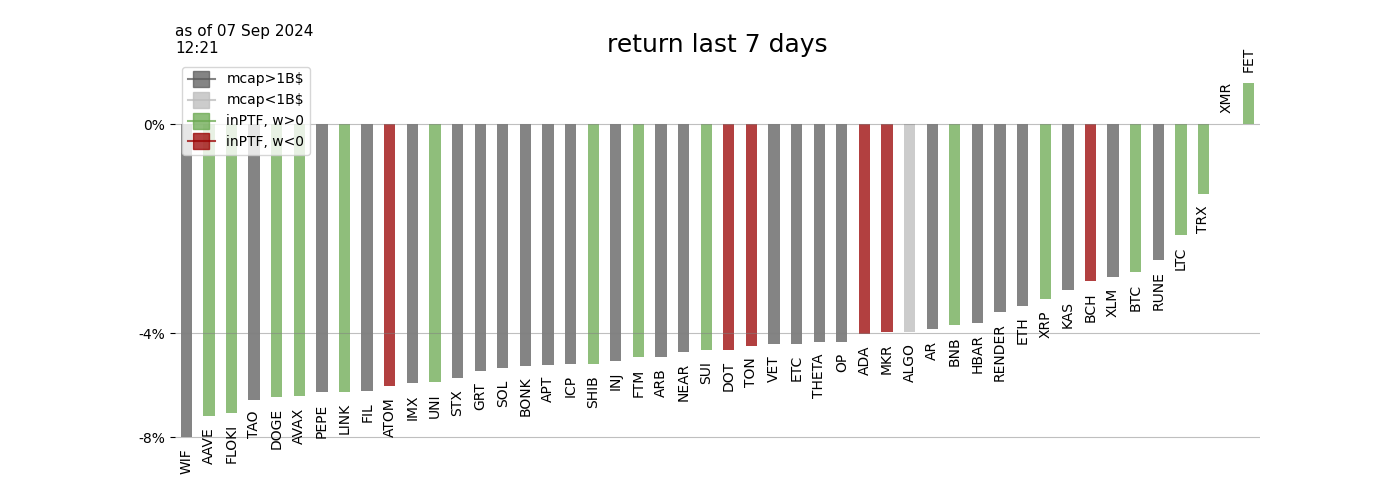 as of 07 Sep 2024
12:21
return last 7 days
mcap>1B$
mcap<1B$
inPTF, w>0
inPTF, w<0
0%
-4%
-8%
WIF
AAVE
FLOKI
TAO
DOGE
AVAX
PEPE
LINK
FIL
ATOM
IMX
UNI
STX
GRT
SOL
BONK
APT
ICP
SHIB
INJ
FTM
ARB
NEAR
SUI
DOT
TON
VET
ETC
THETA
OP
ADA
MKR
ALGO
AR
BNB
HBAR
RENDER
ETH
XRP
KAS
BCH
XLM
BTC
RUNE
LTC
TRX
XMR
FET